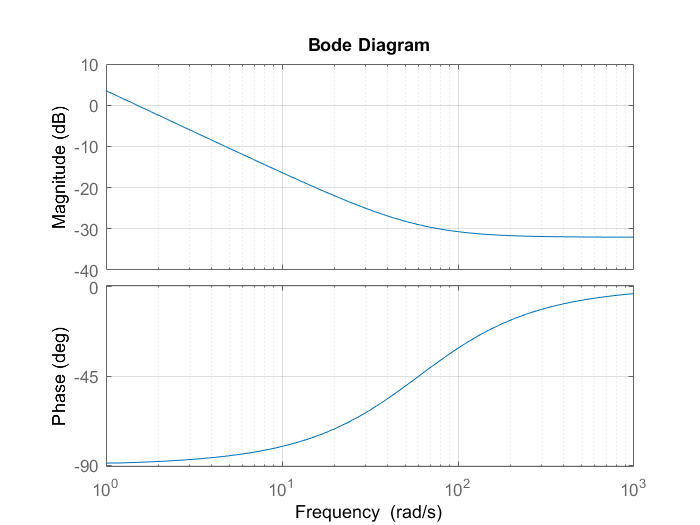 Bode Diagram
Magnitude (dB)
10
0
-10
-20
-30
-40
Phase (deg)
0
-45
-90
10^0 10^1 10^2 10^3
Frequency (rad/s)